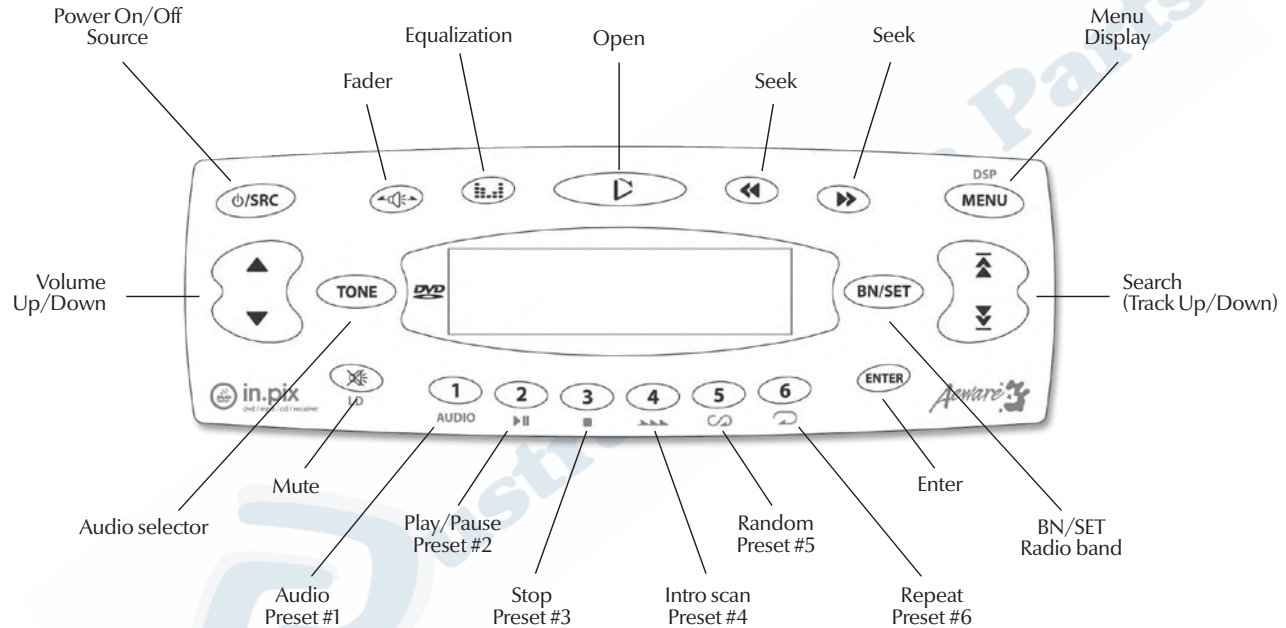 Power On/Off
Source
Equalization
Open
Seek
Menu
Display
Fader
Seek
DSP
⏻/SRC
MENU
Volume
Up/Down
TONE
DVD
BN/SET
Search
(Track Up/Down)
in.pix
LD
1
2
3
4
5
6
ENTER
AUDIO
Mute
Enter
Audio selector
Play/Pause
Preset #2
Random
Preset #5
BN/SET
Radio band
Audio
Preset #1
Stop
Preset #3
Intro scan
Preset #4
Repeat
Preset #6
Parts